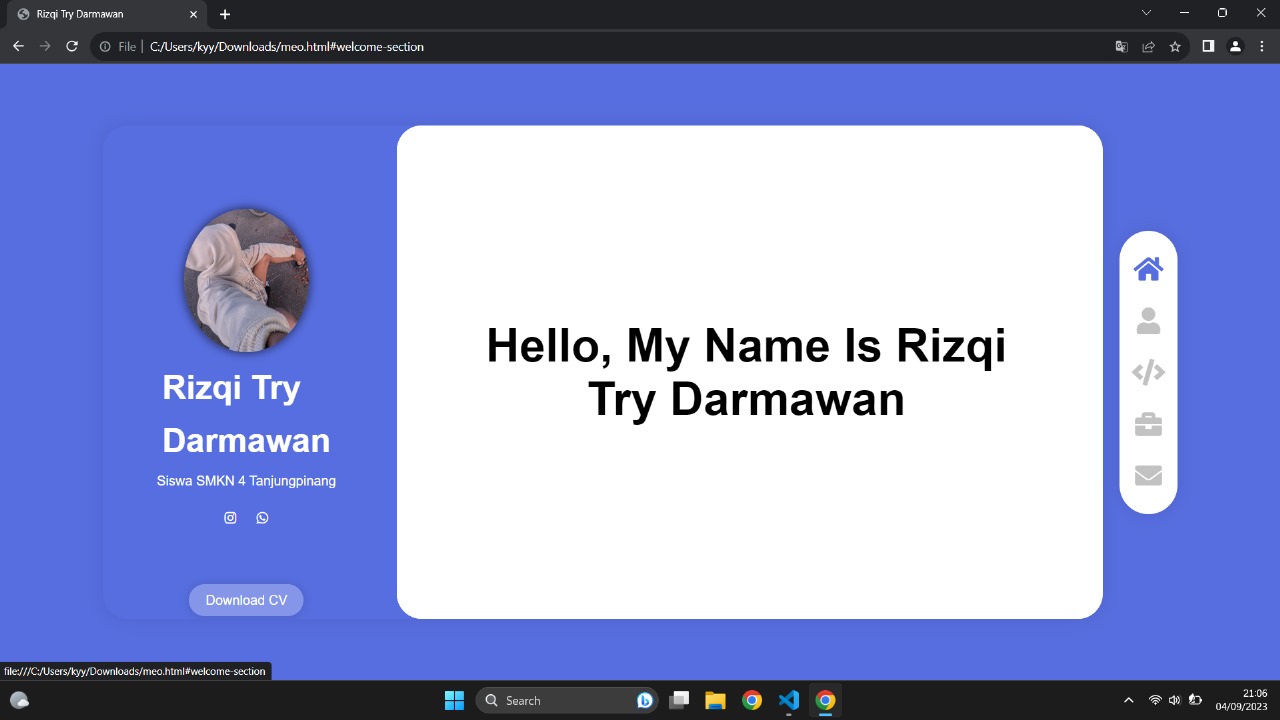 Rizqi Try Darmawan
File
C:/Users/kyy/Downloads/meo.html#welcome-section
Rizqi Try
Darmawan
Siswa SMKN 4 Tanjungpinang
Download CV
Hello, My Name Is Rizqi
Try Darmawan
file:///C:/Users/kyy/Downloads/meo.html#welcome-section
Search
21:06
04/09/2023